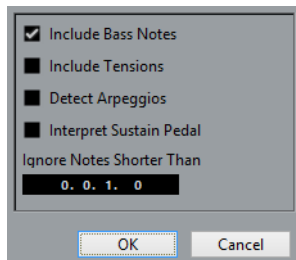 Include Bass Notes
Include Tensions
Detect Arpeggios
Interpret Sustain Pedal
Ignore Notes Shorter Than
0. 0. 1. 0
OK Cancel